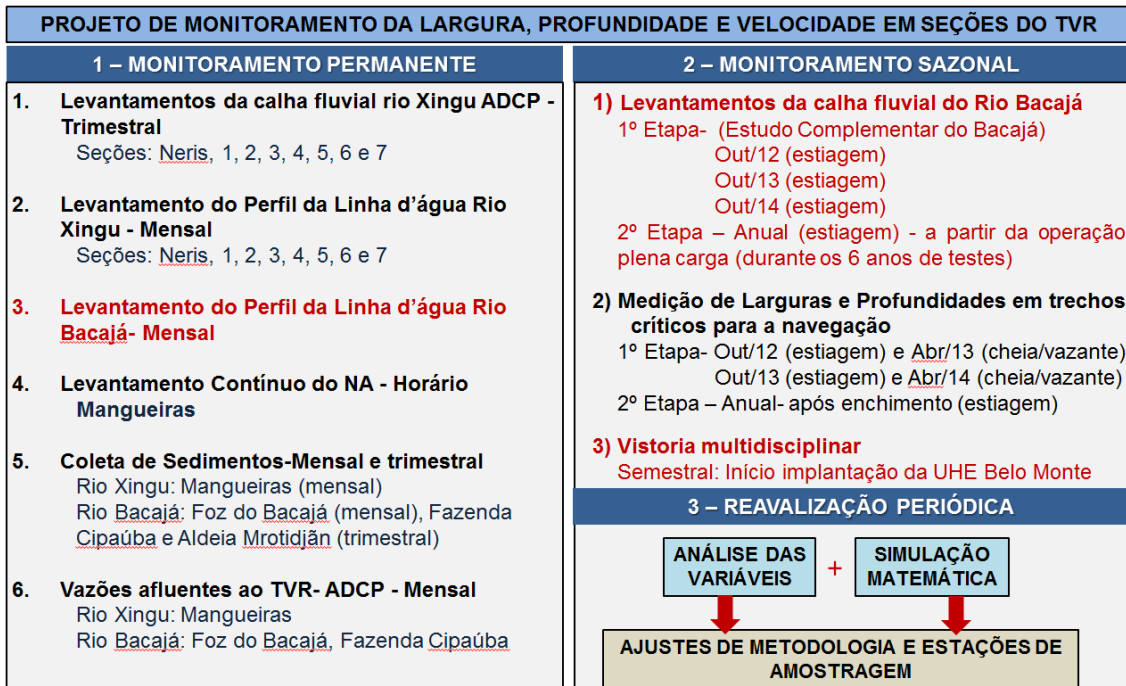 PROJETO DE MONITORAMENTO DA LARGURA, PROFUNDIDADE E VELOCIDADE EM SEÇÕES DO TVR
1 – MONITORAMENTO PERMANENTE
1. Levantamentos da calha fluvial rio Xingu ADCP -
Trimestral
Seções: Neris, 1, 2, 3, 4, 5, 6 e 7
2. Levantamento do Perfil da Linha d’água Rio
Xingu - Mensal
Seções: Neris, 1, 2, 3, 4, 5, 6 e 7
3. Levantamento do Perfil da Linha d’água Rio
Bacajá- Mensal
4. Levantamento Contínuo do NA - Horário
Mangueiras
5. Coleta de Sedimentos-Mensal e trimestral
Rio Xingu: Mangueiras (mensal)
Rio Bacajá: Foz do Bacajá (mensal), Fazenda
Cipaúba e Aldeia Mrotidjãn (trimestral)
6. Vazões afluentes ao TVR- ADCP - Mensal
Rio Xingu: Mangueiras
Rio Bacajá: Foz do Bacajá, Fazenda Cipaúba
2 – MONITORAMENTO SAZONAL
1) Levantamentos da calha fluvial do Rio Bacajá
1º Etapa- (Estudo Complementar do Bacajá)
Out/12 (estiagem)
Out/13 (estiagem)
Out/14 (estiagem)
2º Etapa – Anual (estiagem) - a partir da operação
plena carga (durante os 6 anos de testes)
2) Medição de Larguras e Profundidades em trechos
críticos para a navegação
1º Etapa- Out/12 (estiagem) e Abr/13 (cheia/vazante)
Out/13 (estiagem) e Abr/14 (cheia/vazante)
2º Etapa – Anual- após enchimento (estiagem)
3) Vistoria multidisciplinar
Semestral: Início implantação da UHE Belo Monte
3 – REAVALIZAÇÃO PERIÓDICA
ANÁLISE DAS
VARIÁVEIS
+
SIMULAÇÃO
MATEMÁTICA
AJUSTES DE METODOLOGIA E ESTAÇÕES DE
AMOSTRAGEM